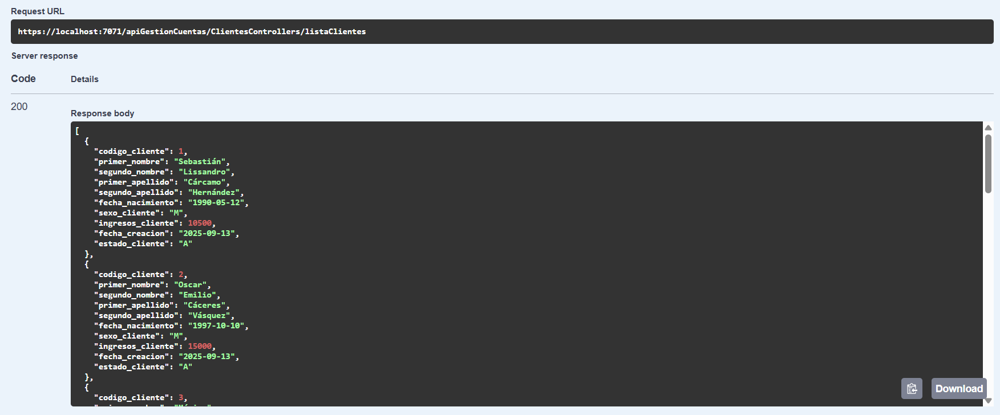 Request URL
https://localhost:7071/apiGestionCuentas/ClientesControllers/listaClientes
Server response
Code Details
200
Response body
[
{
"codigo_cliente": 1,
"primer_nombre": "Sebastián",
"segundo_nombre": "Lissandro",
"primer_apellido": "Cárcamo",
"segundo_apellido": "Hernández",
"fecha_nacimiento": "1990-05-12",
"sexo_cliente": "M",
"ingresos_cliente": 10500,
"fecha_creacion": "2025-09-13",
"estado_cliente": "A"
},
{
"codigo_cliente": 2,
"primer_nombre": "Oscar",
"segundo_nombre": "Emilio",
"primer_apellido": "Cáceres",
"segundo_apellido": "Vásquez",
"fecha_nacimiento": "1997-10-10",
"sexo_cliente": "M",
"ingresos_cliente": 15000,
"fecha_creacion": "2025-09-13",
"estado_cliente": "A"
},
{
"codigo_cliente": 3,
Download